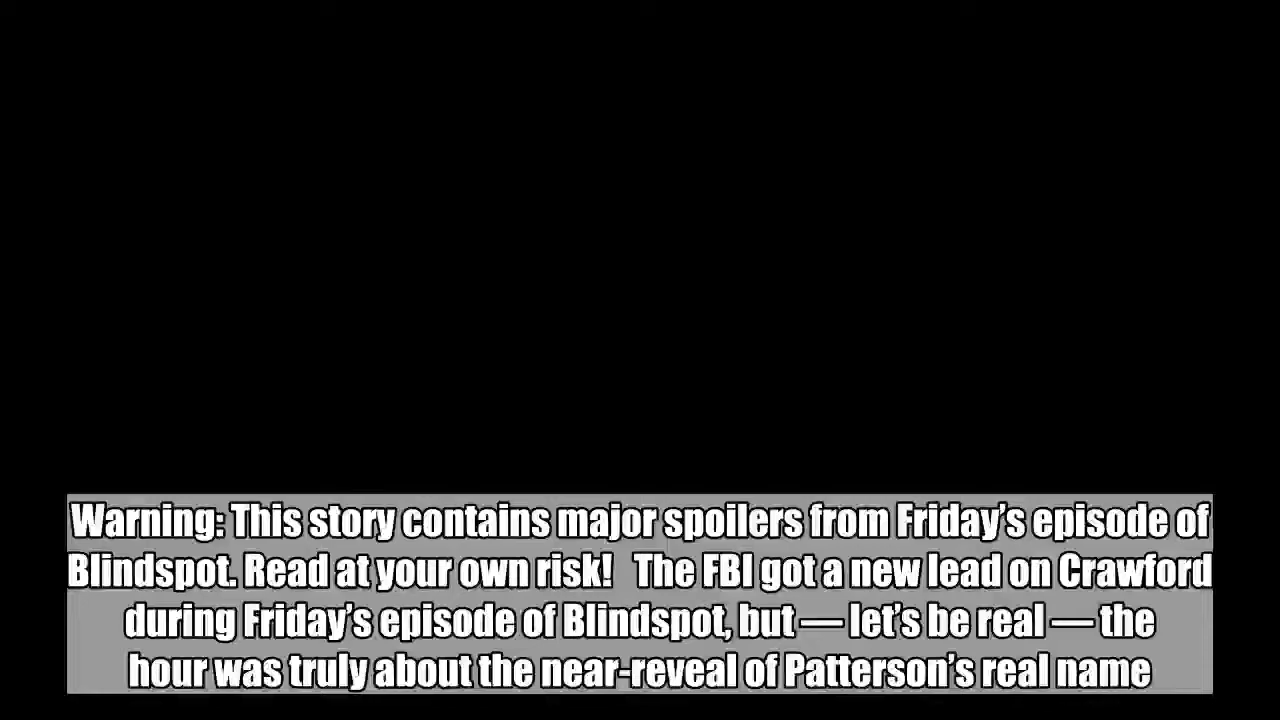 Warning: This story contains major spoilers from Friday’s episode of
Blindspot. Read at your own risk!   The FBI got a new lead on Crawford
during Friday’s episode of Blindspot, but — let’s be real — the
hour was truly about the near-reveal of Patterson’s real name